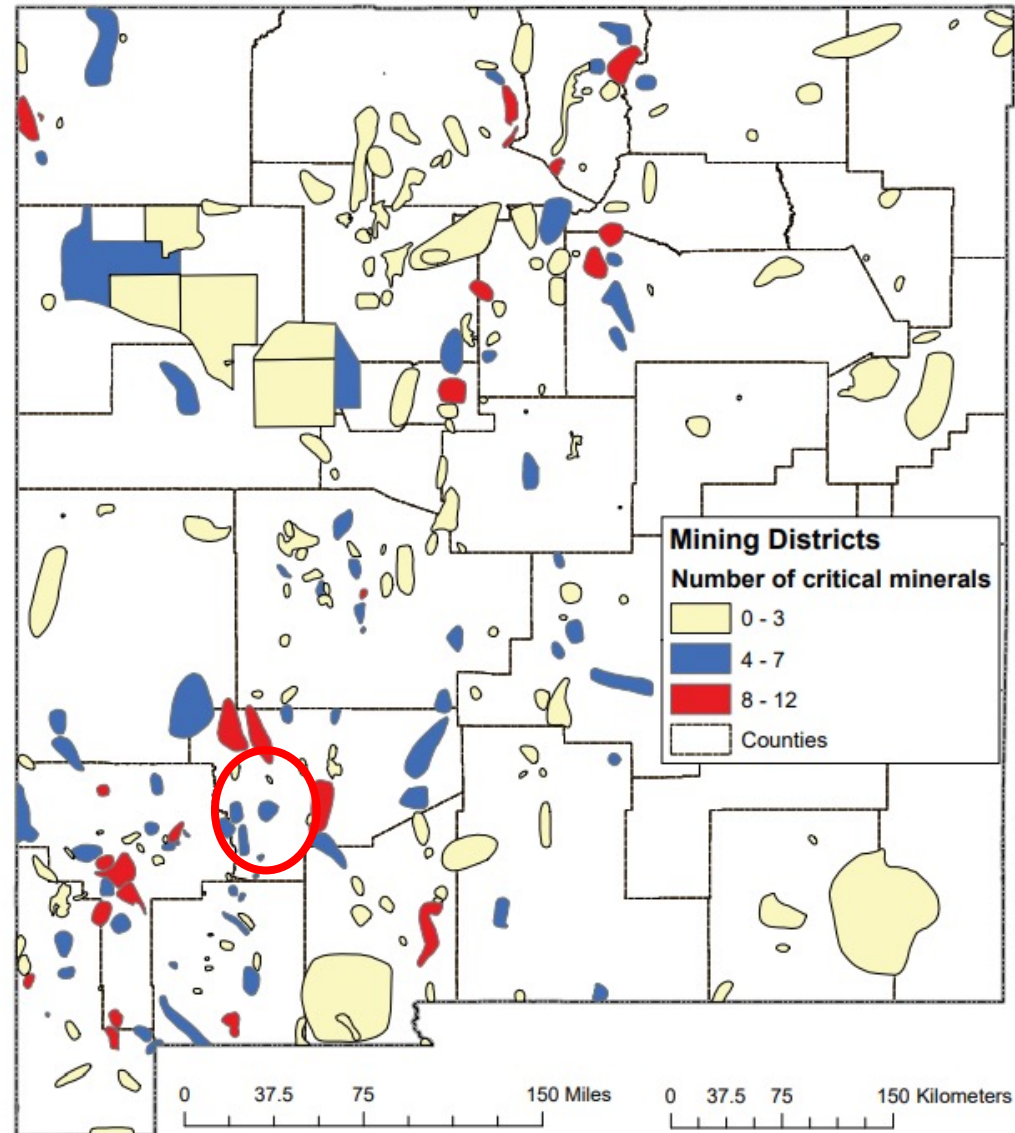 Mining Districts
Number of critical minerals
0 - 3
4 - 7
8 - 12
Counties
0 37.5 75 150 Miles
0 37.5 75 150 Kilometers